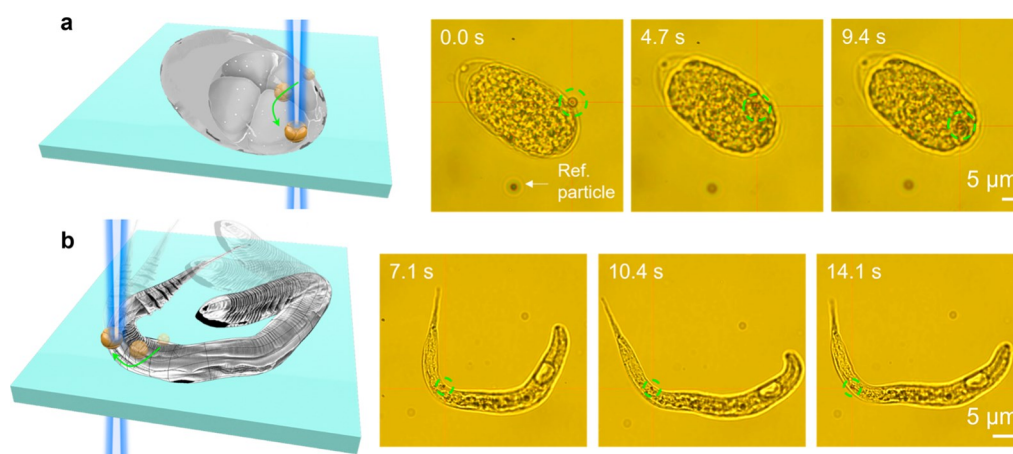 a
0.0 s
4.7 s
9.4 s
Ref.
particle
5 µm
b
7.1 s
10.4 s
14.1 s
5 µm